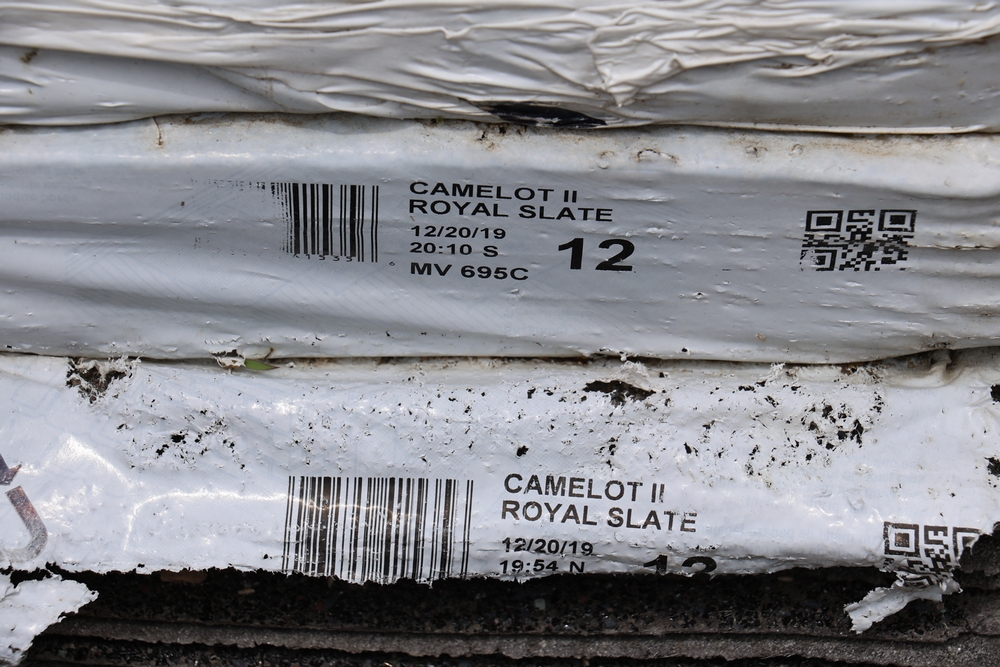 CAMELOT II
ROYAL SLATE
12/20/19
20:10 S
12
MV 695C
CAMELOT II
ROYAL SLATE
12/20/19
19:54 N
12